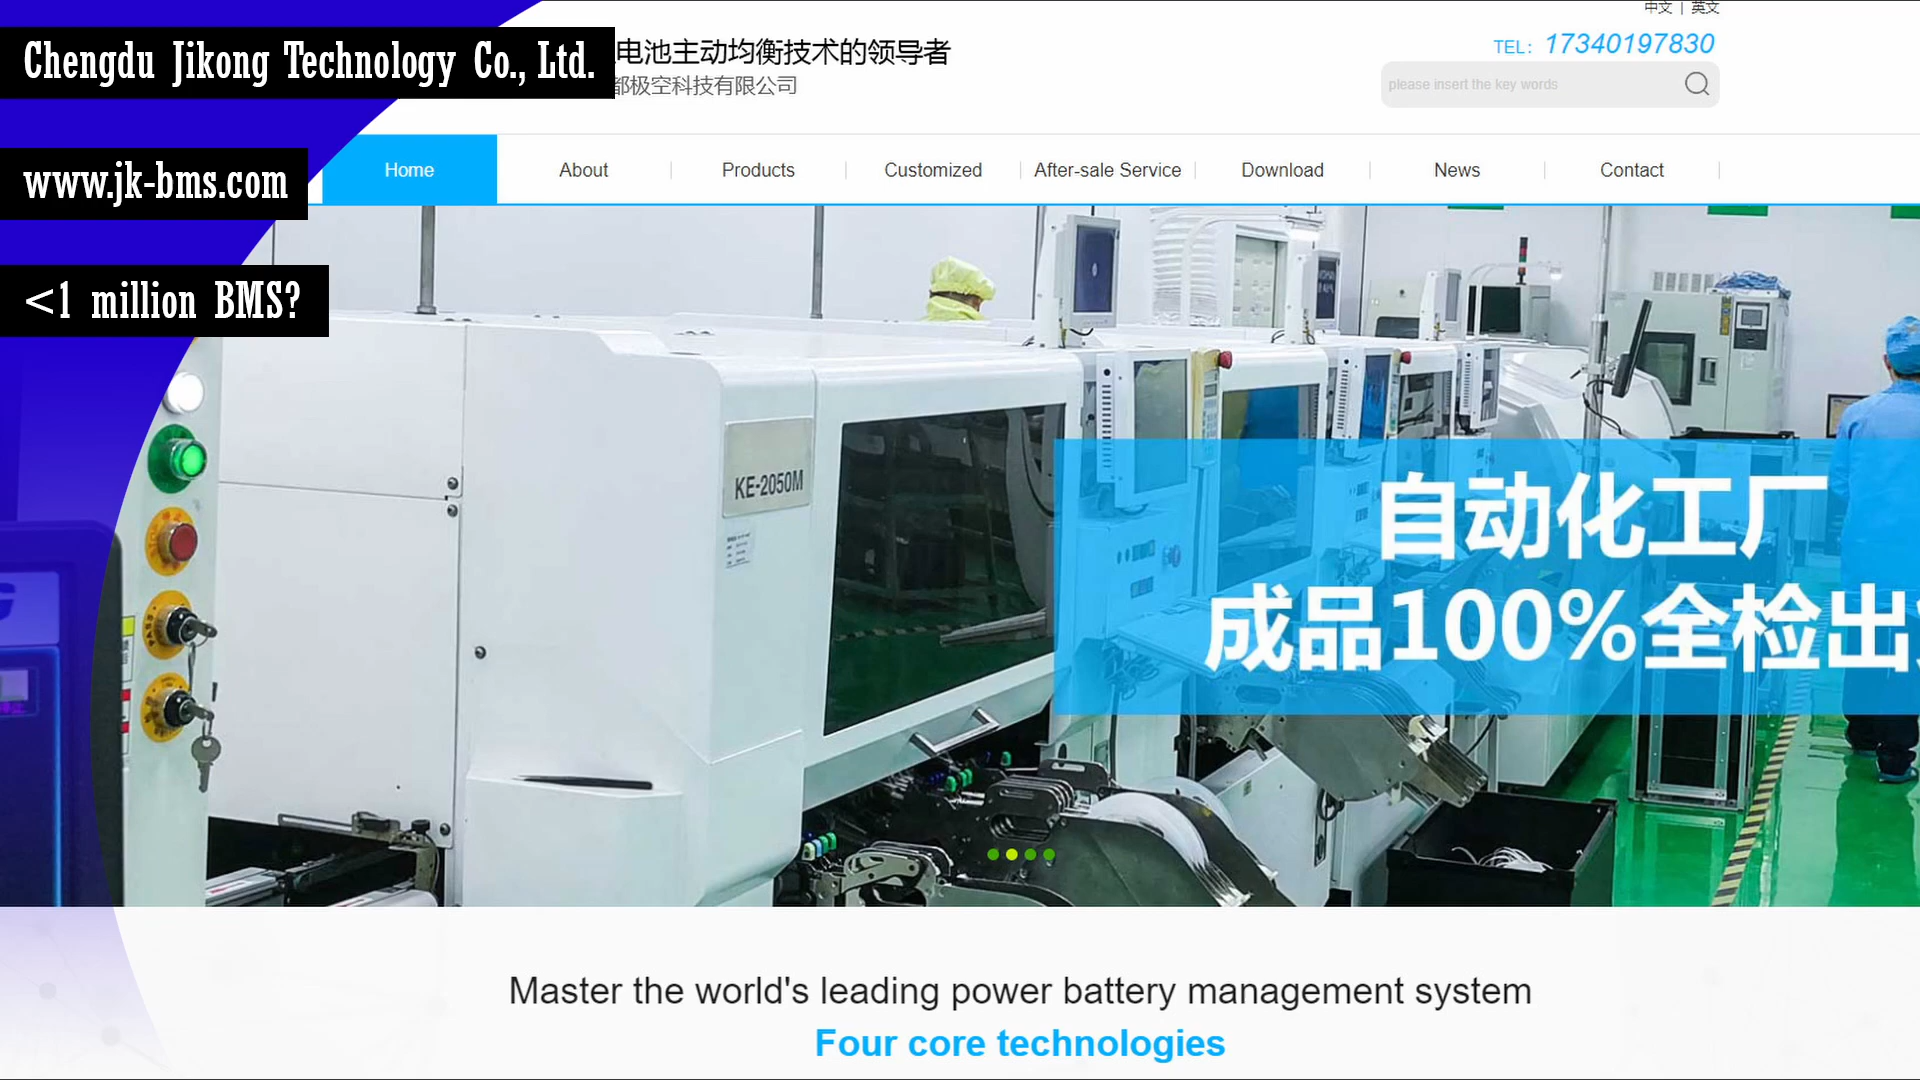 中文 | 英文
Chengdu Jikong Technology Co., Ltd.
电池主动均衡技术的领导者
都极空科技有限公司
TEL: 17340197830
please insert the key words
www.jk-bms.com
Home
About
Products
Customized
After-sale Service
Download
News
Contact
<1 million BMS?
KE-2050M
自动化工厂
成品100%全检出
Master the world's leading power battery management system
Four core technologies